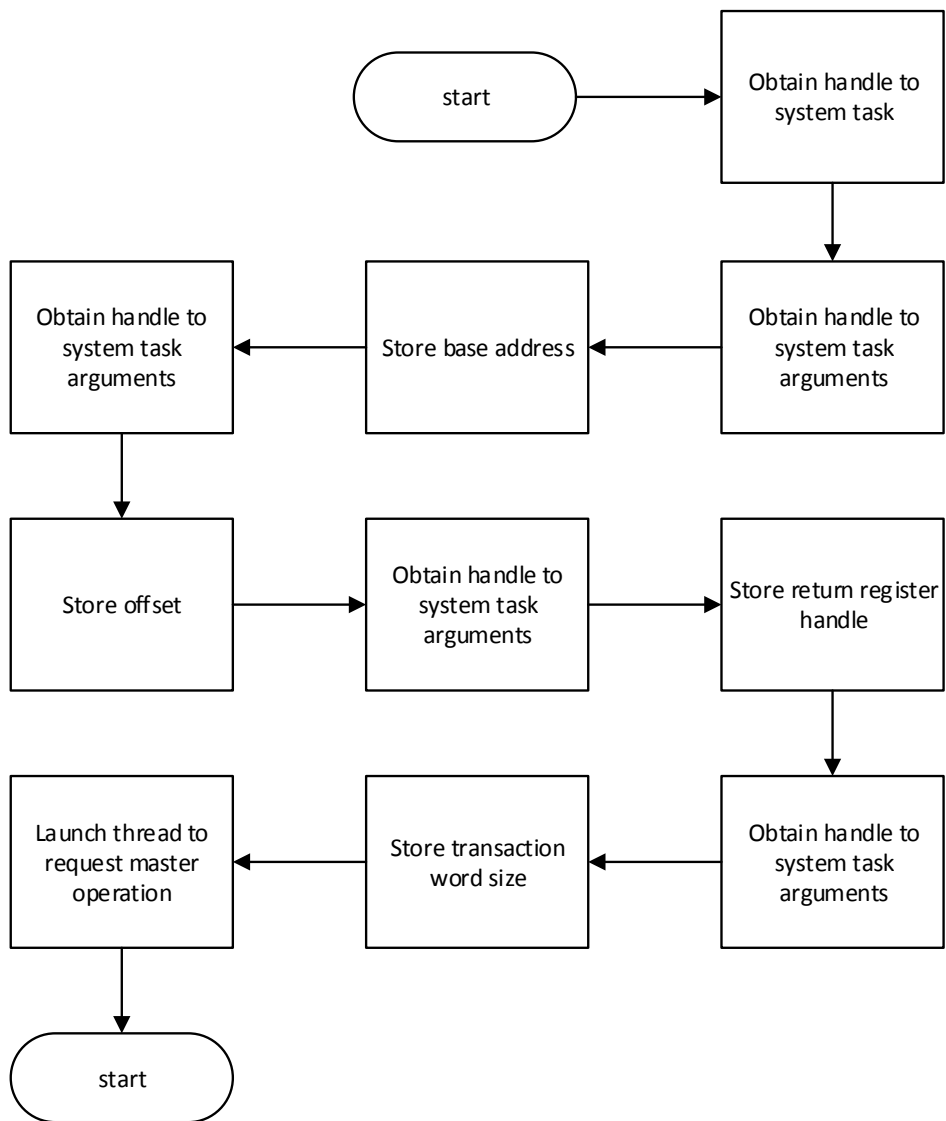 start
Obtain handle to
system task
Obtain handle to
system task
arguments
Store base address
Obtain handle to
system task
arguments
Store offset
Obtain handle to
system task
arguments
Store return register
handle
Obtain handle to
system task
arguments
Store transaction
word size
Launch thread to
request master
operation
start